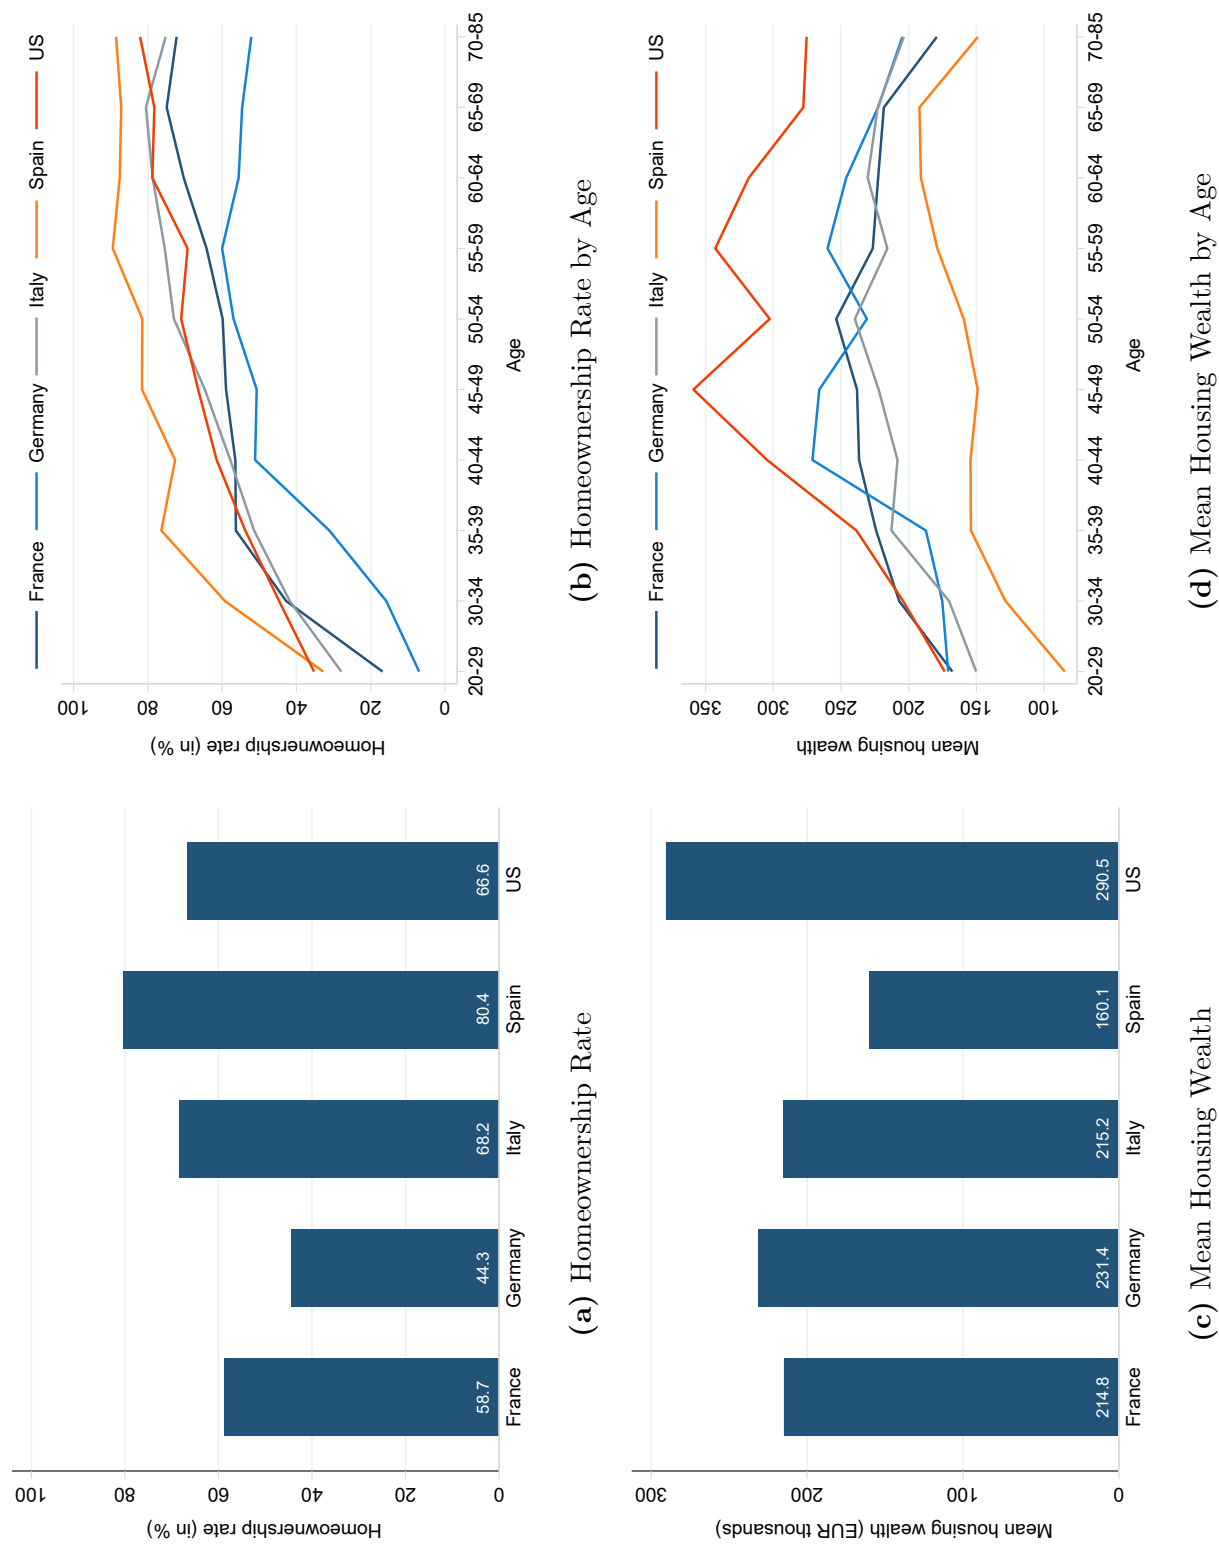 Homeownership rate (in %)
100
80
60
40
20
0
58.7
44.3
68.2
80.4
66.6
France
Germany
Italy
Spain
US
(a) Homeownership Rate
France
Germany
Italy
Spain
US
Homeownership rate (in %)
100
80
60
40
20
0
20-29
30-34
35-39
40-44
45-49
50-54
55-59
60-64
65-69
70-85
Age
(b) Homeownership Rate by Age
Mean housing wealth (EUR thousands)
300
200
100
0
214.8
231.4
215.2
160.1
290.5
France
Germany
Italy
Spain
US
(c) Mean Housing Wealth
France
Germany
Italy
Spain
US
Mean housing wealth
350
300
250
200
150
100
20-29
30-34
35-39
40-44
45-49
50-54
55-59
60-64
65-69
70-85
Age
(d) Mean Housing Wealth by Age